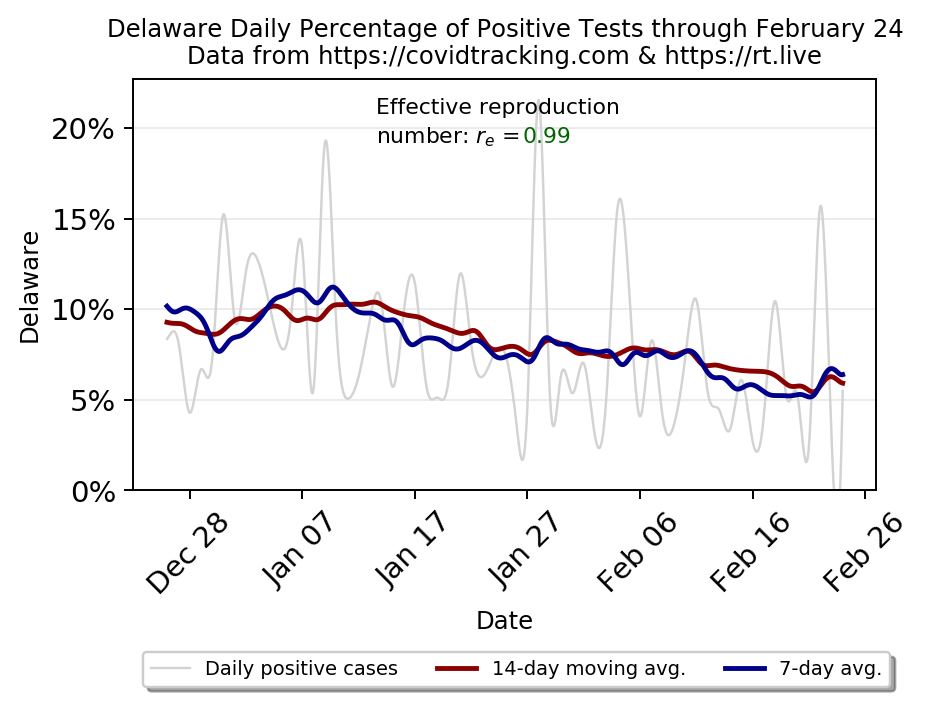 Delaware Daily Percentage of Positive Tests through February 24
Data from https://covidtracking.com & https://rt.live
Effective reproduction
number: rₑ =0.99
20%
15%
10%
5%
0%
Delaware
Dec 28
Jan 07
Jan 17
Jan 27
Feb 06
Feb 16
Feb 26
Date
Daily positive cases
14-day moving avg.
7-day avg.